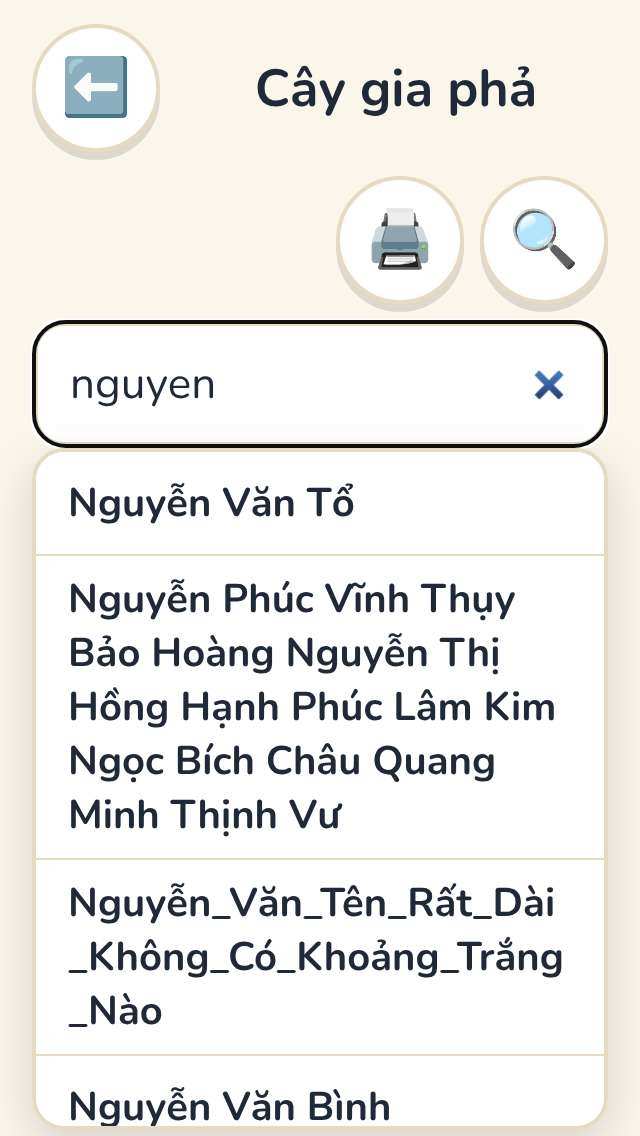 Cây gia phả
nguyen
Nguyễn Văn Tổ
Nguyễn Phúc Vĩnh Thụy
Bảo Hoàng Nguyễn Thị
Hồng Hạnh Phúc Lâm Kim
Ngọc Bích Châu Quang
Minh Thịnh Vư
Nguyễn_Văn_Tên_Rất_Dài
_Không_Có_Khoảng_Trắng
_Nào
Nguyễn Văn Bình